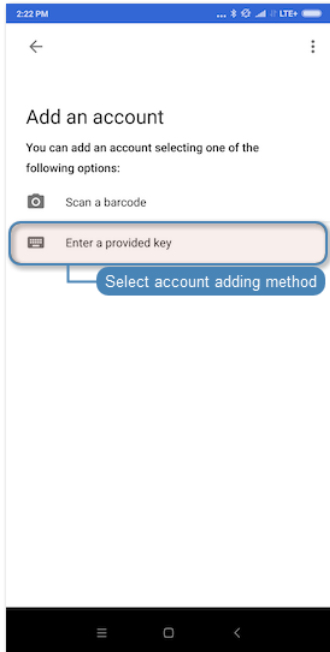 2:22 PM ... LTE+
Add an account
You can add an account selecting one of the
following options:
Scan a barcode
Enter a provided key
Select account adding method